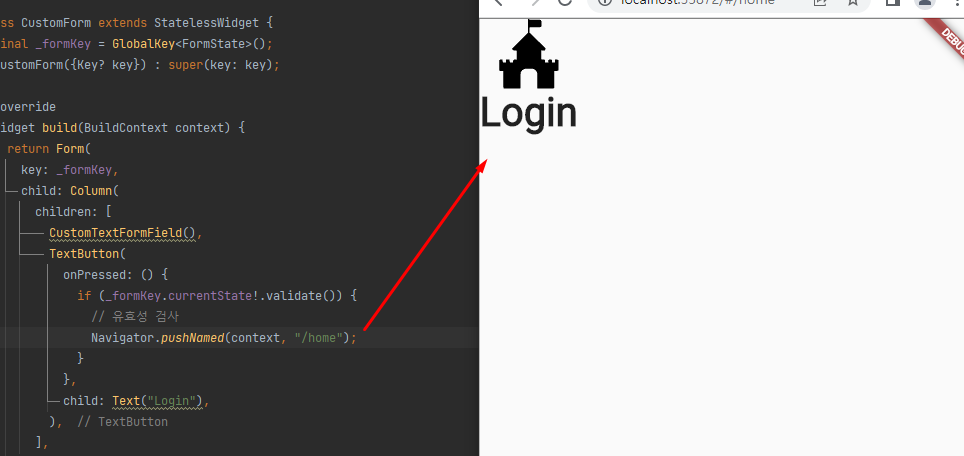 ss CustomForm extends StatelessWidget {
inal _formKey = GlobalKey<FormState>();
ustomForm({Key? key}) : super(key: key);
override
idget build(BuildContext context) {
return Form(
key: _formKey,
child: Column(
children: [
CustomTextFormField(),
TextButton(
onPressed: () {
if (_formKey.currentState!.validate()) {
// 유효성 검사
Navigator.pushNamed(context, "/home");
}
},
child: Text("Login"),
), // TextButton
],
localhost:55872/#/home
DEBUG
Login